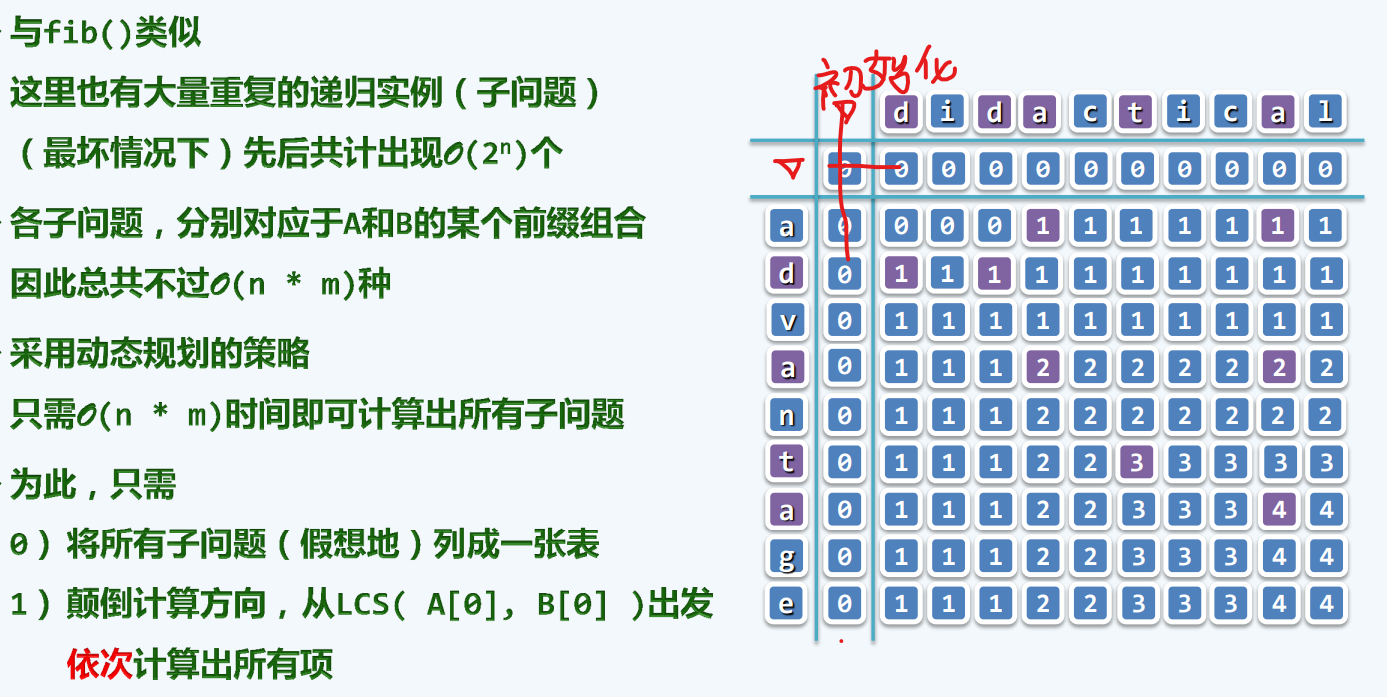 与fib()类似
这里也有大量重复的递归实例（子问题）
（最坏情况下）先后共计出现O(2ⁿ)个
各子问题，分别对应于A和B的某个前缀组合
因此总共不过O(n * m)种
采用动态规划的策略
只需O(n * m)时间即可计算出所有子问题
为此，只需
0）将所有子问题（假想地）列成一张表
1）颠倒计算方向，从LCS( A[0], B[0] )出发
依次计算出所有项
初始化
d i d a c t i c a l
0 0 0 0 0 0 0 0 0 0 0
a 0 0 0 0 1 1 1 1 1 1 1
d 0 1 1 1 1 1 1 1 1 1 1
v 0 1 1 1 1 1 1 1 1 1 1
a 0 1 1 1 2 2 2 2 2 2 2
n 0 1 1 1 2 2 2 2 2 2 2
t 0 1 1 1 2 2 3 3 3 3 3
a 0 1 1 1 2 2 3 3 3 4 4
g 0 1 1 1 2 2 3 3 3 4 4
e 0 1 1 1 2 2 3 3 3 4 4